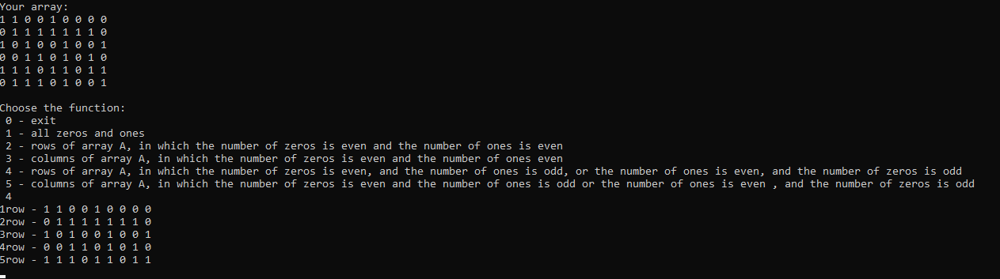 Your array:
1 1 0 0 1 0 0 0 0
0 1 1 1 1 1 1 1 0
1 0 1 0 0 1 0 0 1
0 0 1 1 0 1 0 1 0
1 1 1 0 1 1 0 1 1
0 1 1 1 0 1 0 0 1
Choose the function:
0 - exit
1 - all zeros and ones
2 - rows of array A, in which the number of zeros is even and the number of ones is even
3 - columns of array A, in which the number of zeros is even and the number of ones even
4 - rows of array A, in which the number of zeros is even, and the number of ones is odd, or the number of ones is even, and the number of zeros is odd
5 - columns of array A, in which the number of zeros is even and the number of ones is odd or the number of ones is even , and the number of zeros is odd
4
1row - 1 1 0 0 1 0 0 0 0
2row - 0 1 1 1 1 1 1 1 0
3row - 1 0 1 0 0 1 0 0 1
4row - 0 0 1 1 0 1 0 1 0
5row - 1 1 1 0 1 1 0 1 1